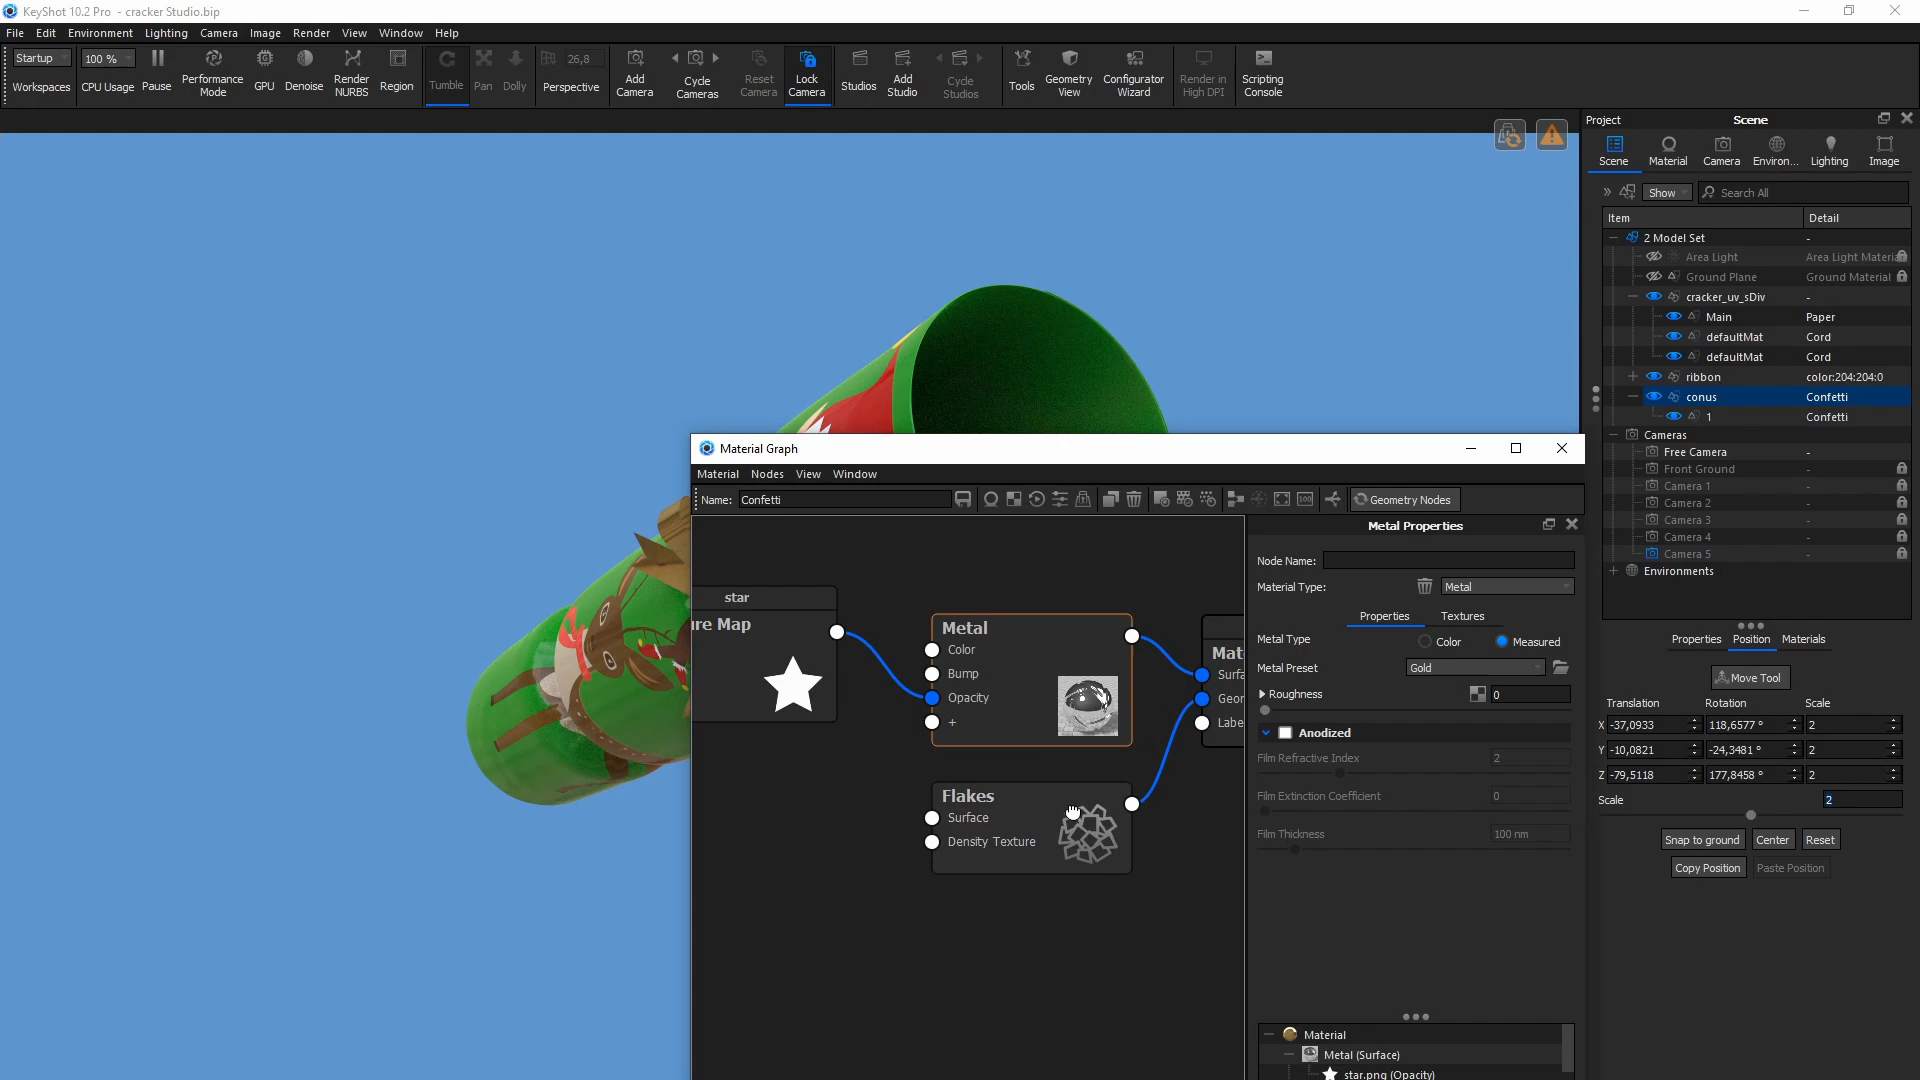 KeyShot 10.2 Pro - cracker Studio.bip
File Edit Environment Lighting Camera Image Render View Window Help
Startup 100 % 26,8
Workspaces CPU Usage Pause Performance Mode GPU Denoise Render NURBS Region Tumble Pan Dolly Perspective Add Camera Cycle Cameras Reset Camera Lock Camera Studios Add Studio Cycle Studios Tools Geometry View Configurator Wizard Render in High DPI Scripting Console
Project Scene
Scene Material Camera Environ... Lighting Image
Show Search All
Item Detail
2 Model Set -
Area Light Area Light Materia
Ground Plane Ground Material
cracker_uv_sDiv -
Main Paper
defaultMat Cord
defaultMat Cord
ribbon color:204:204:0
conus Confetti
1 Confetti
Cameras
Free Camera -
Front Ground -
Camera 1 -
Camera 2 -
Camera 3 -
Camera 4 -
Camera 5 -
Environments
Properties Position Materials
Move Tool
Translation Rotation Scale
X -37,0933 118,6577 ° 2
Y -10,0821 -24,3481 ° 2
Z -79,5118 177,8458 ° 2
Scale 2
Snap to ground Center Reset
Copy Position Paste Position
Material Graph
Material Nodes View Window
Name: Confetti 100 Geometry Nodes
star
re Map
Metal
Color
Bump
Opacity
+
Flakes
Surface
Density Texture
Mat
Surfa
Geor
Labe
Metal Properties
Node Name:
Material Type: Metal
Properties Textures
Metal Type Color Measured
Metal Preset Gold
Roughness 0
Anodized
Film Refractive Index 2
Film Extinction Coefficient 0
Film Thickness 100 nm
Material
Metal (Surface)
star.png (Opacity)